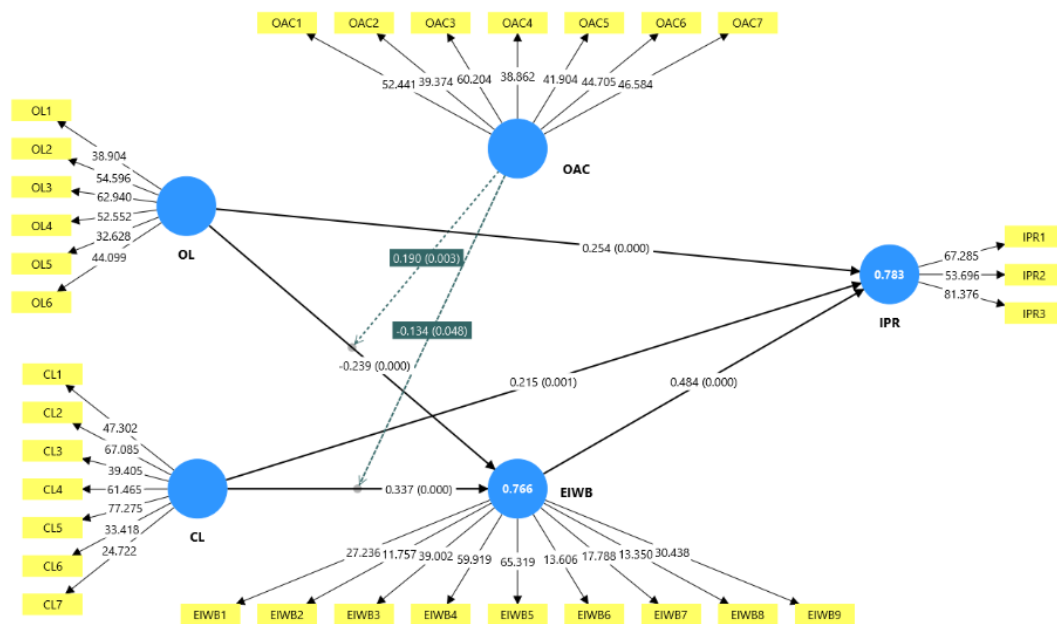 OAC1 OAC2 OAC3 OAC4 OAC5 OAC6 OAC7
52.441 39.374 60.204 38.862 41.904 44.705 46.584
OAC
OL1
OL2
OL3
OL4
OL5
OL6
38.904
54.596
62.940
52.552
32.628
44.099
OL
0.190 (0.003)
0.254 (0.000)
-0.134 (0.048)
-0.239 (0.000)
0.215 (0.001)
0.484 (0.000)
0.337 (0.000)
0.783
IPR
67.285
53.696
81.376
IPR1
IPR2
IPR3
CL1
CL2
CL3
CL4
CL5
CL6
CL7
47.302
67.085
39.405
61.465
77.275
33.418
24.722
CL
0.766
EIWB
27.236 11.757 39.002 59.919 65.319 13.606 17.788 13.350 30.438
EIWB1 EIWB2 EIWB3 EIWB4 EIWB5 EIWB6 EIWB7 EIWB8 EIWB9